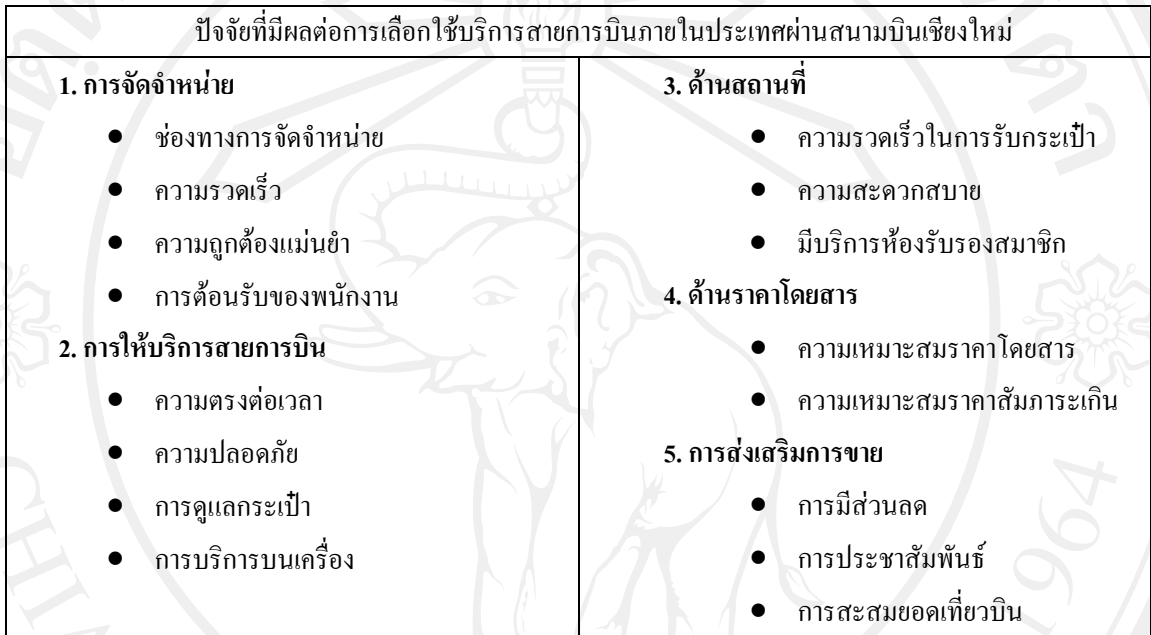 ปัจจัยที่มีผลต่อการเลือกใช้บริการสายการบินภายในประเทศผ่านสนามบินเชียงใหม่
1. การจัดจำหน่าย
● ช่องทางการจัดจำหน่าย
● ความรวดเร็ว
● ความถูกต้องแม่นยำ
● การต้อนรับของพนักงาน
2. การให้บริการสายการบิน
● ความตรงต่อเวลา
● ความปลอดภัย
● การดูแลกระเป๋า
● การบริการบนเครื่อง
3. ด้านสถานที่
● ความรวดเร็วในการรับกระเป๋า
● ความสะดวกสบาย
● มีบริการห้องรับรองสมาชิก
4. ด้านราคาโดยสาร
● ความเหมาะสมราคาโดยสาร
● ความเหมาะสมราคาสัมภาระเกิน
5. การส่งเสริมการขาย
● การมีส่วนลด
● การประชาสัมพันธ์
● การสะสมยอดเที่ยวบิน
1964